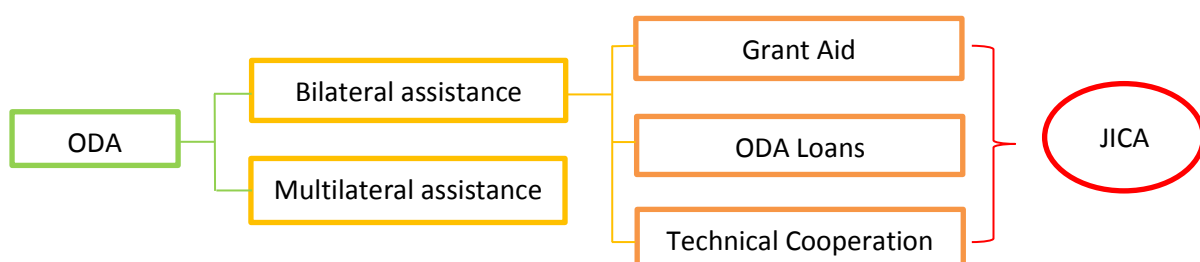 ODA
Bilateral assistance
Multilateral assistance
Grant Aid
ODA Loans
Technical Cooperation
JICA